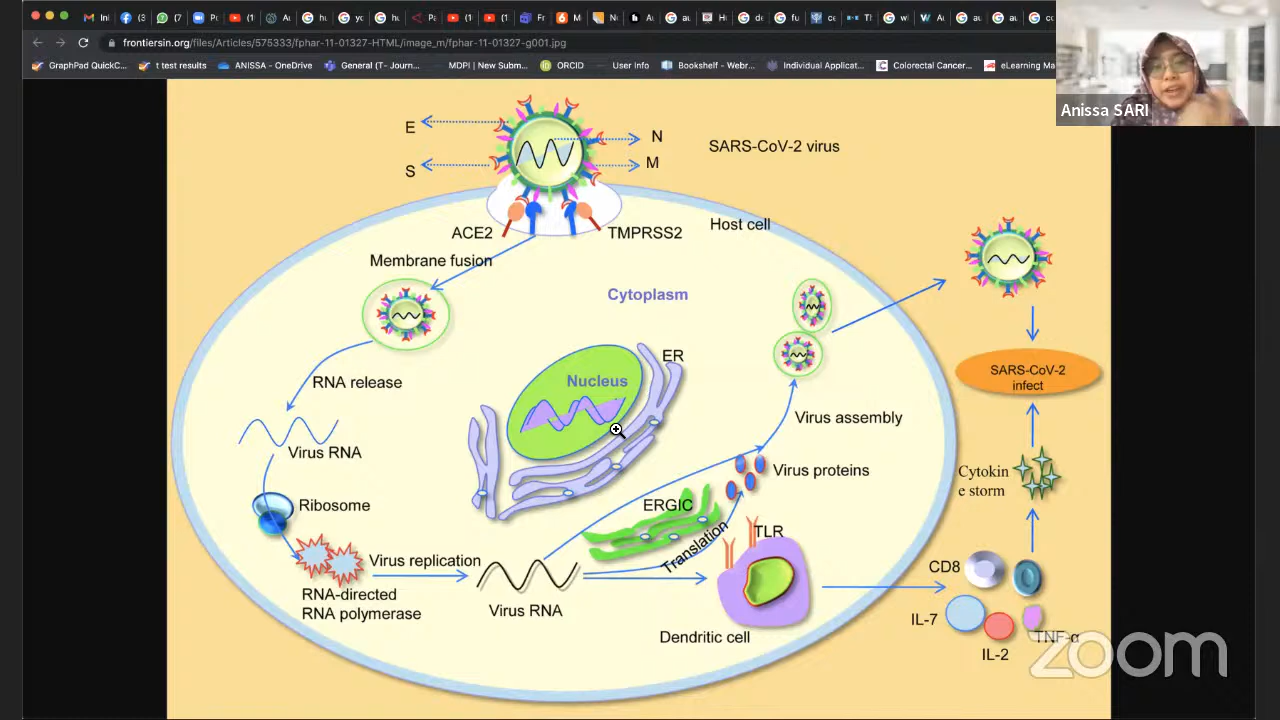 frontiersin.org/files/Articles/575333/fphar-11-01327-HTML/image_m/fphar-11-01327-g001.jpg
GraphPad QuickC... t test results ANISSA - OneDrive General (T- Journ... MDPI | New Subm... ORCID User Info Bookshelf - Webr... Individual Applicat... Colorectal Cancer... eLearning Ma
Anissa SARI
E
N
S
M
SARS-CoV-2 virus
ACE2
TMPRSS2
Host cell
Membrane fusion
Cytoplasm
ER
Nucleus
RNA release
SARS-CoV-2
infect
Virus assembly
Virus RNA
Virus proteins
Cytokin
e storm
Ribosome
ERGIC
Translation
TLR
Virus replication
RNA-directed
RNA polymerase
Virus RNA
Dendritic cell
CD8
IL-7
IL-2
TNF-α
zoom